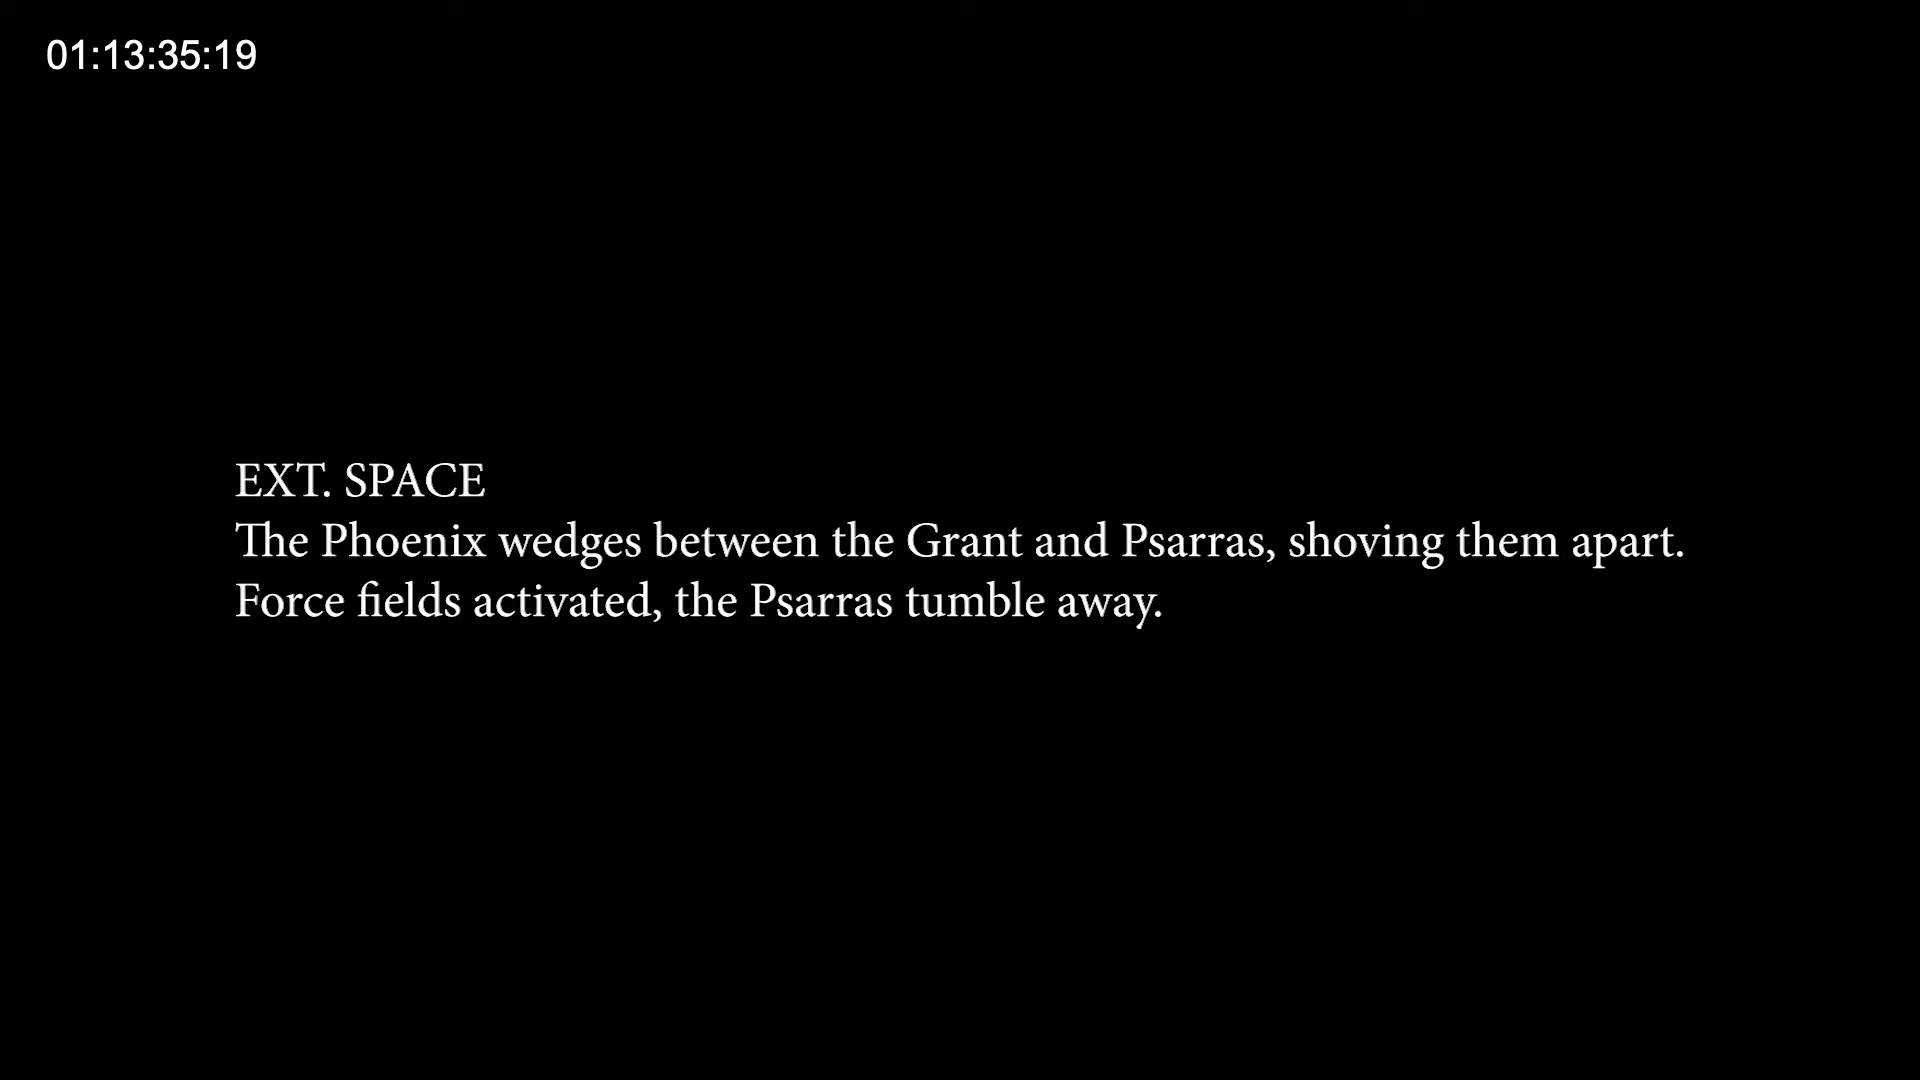 01:13:35:19
EXT. SPACE
The Phoenix wedges between the Grant and Psarras, shoving them apart.
Force fields activated, the Psarras tumble away.